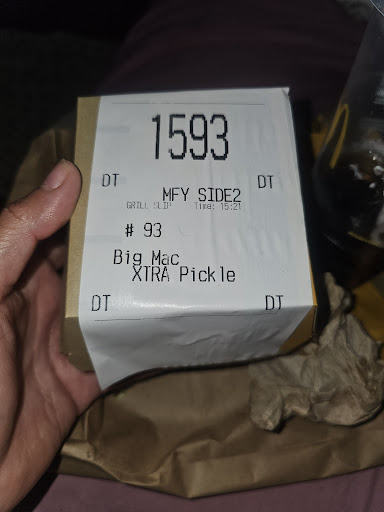 1593
DT DT
MFY SIDE2
GRILL SLIP Time: 15:21
# 93
Big Mac
XTRA Pickle
DT DT